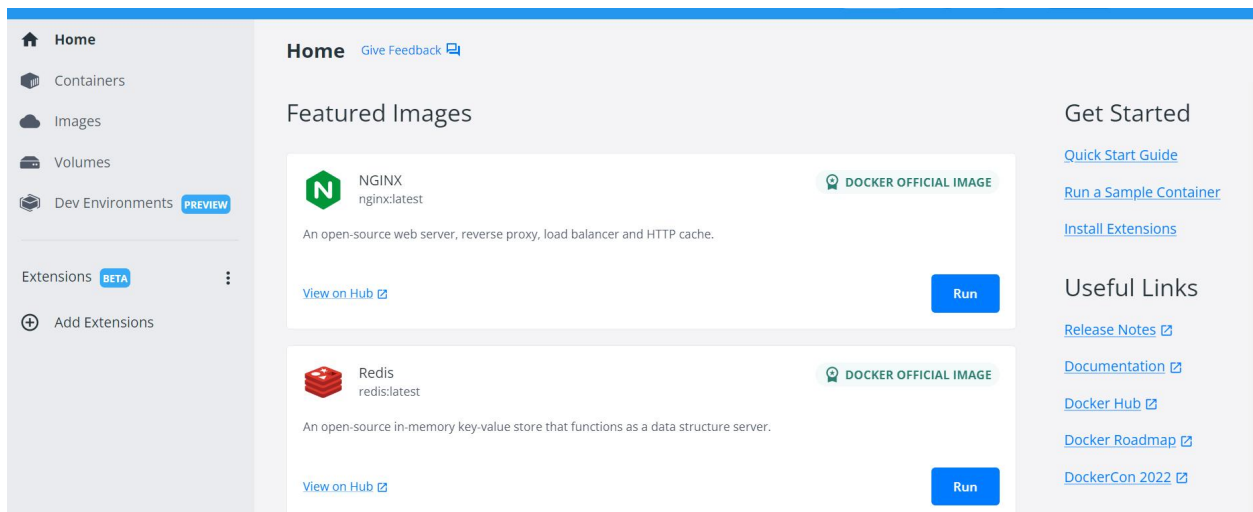 Home
Containers
Images
Volumes
Dev Environments PREVIEW
Extensions BETA
Add Extensions
Home Give Feedback
Featured Images
NGINX
nginx:latest
DOCKER OFFICIAL IMAGE
An open-source web server, reverse proxy, load balancer and HTTP cache.
View on Hub
Run
Redis
redis:latest
DOCKER OFFICIAL IMAGE
An open-source in-memory key-value store that functions as a data structure server.
View on Hub
Run
Get Started
Quick Start Guide
Run a Sample Container
Install Extensions
Useful Links
Release Notes
Documentation
Docker Hub
Docker Roadmap
DockerCon 2022